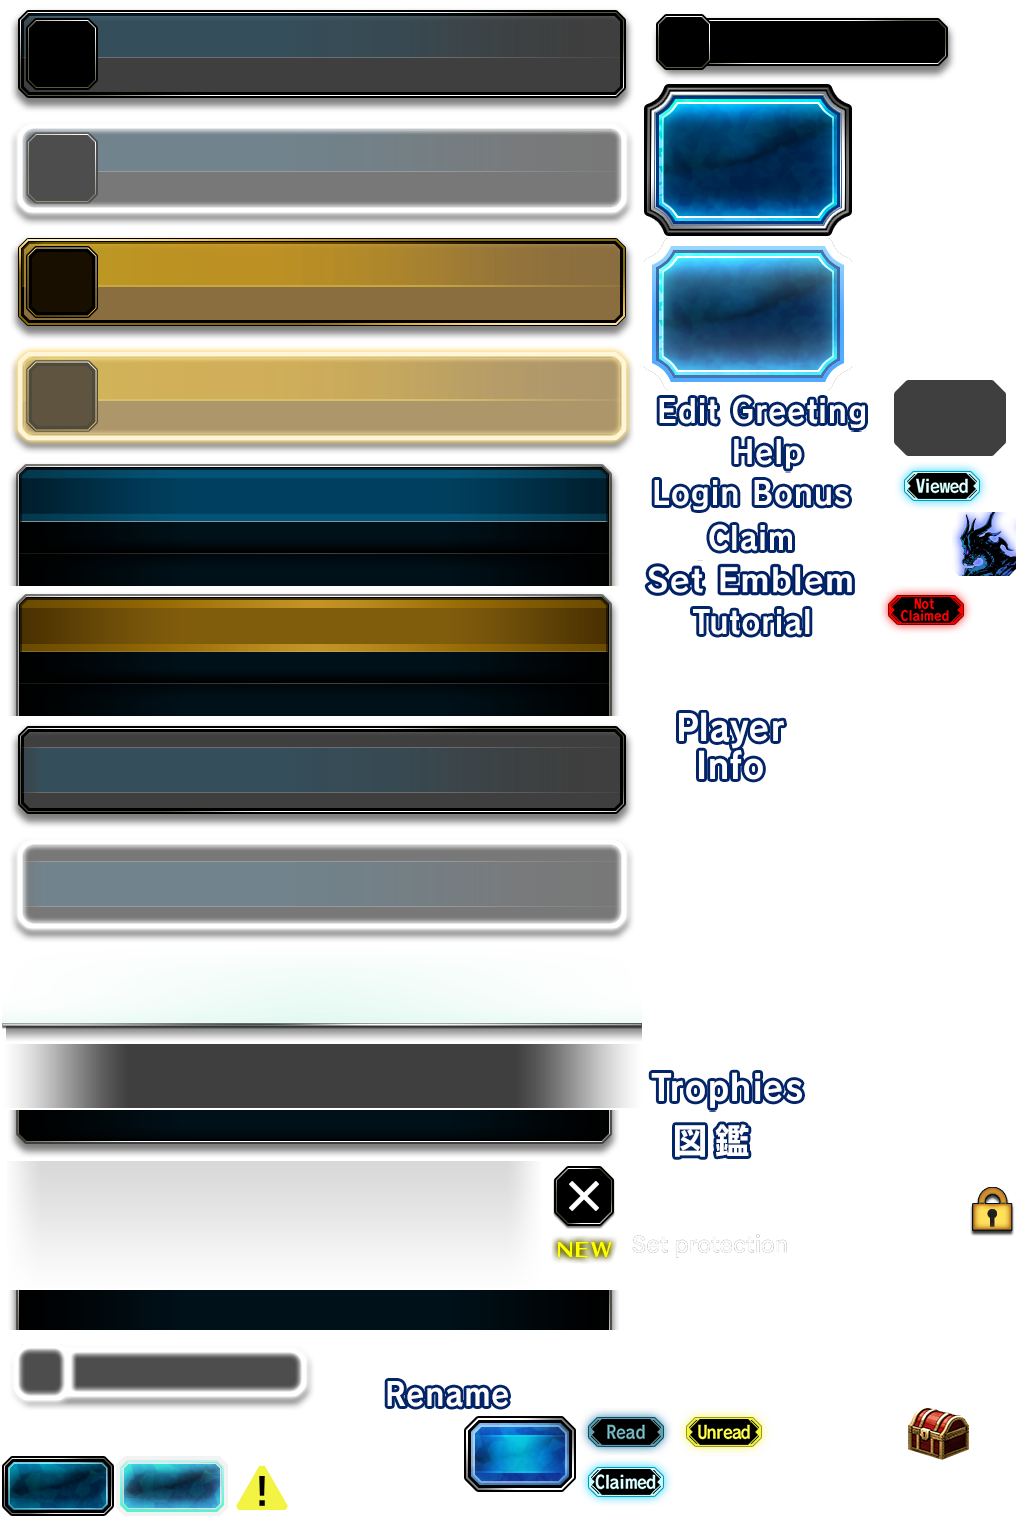 Edit Greeting
Help
Login Bonus
Viewed
Claim
Set Emblem
Not
Claimed
Tutorial
Player
Info
Trophies
図鑑
NEW
Set protection
Rename
Read
Unread
Claimed